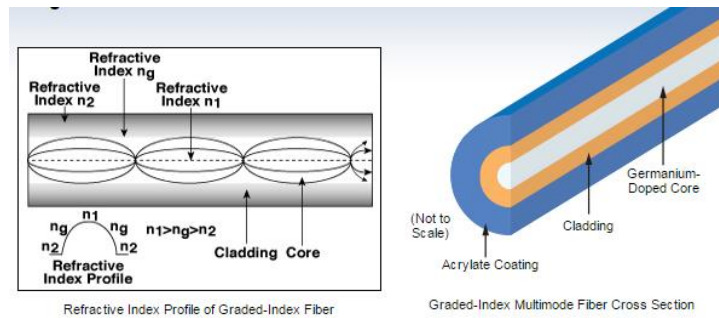 Refractive
Index ng
Refractive
Index n2
Refractive
Index n1
n1
ng ng
n2 n2
Refractive
Index Profile
n1>ng>n2
Cladding Core
Refractive Index Profile of Graded-Index Fiber
Germanium-
Doped Core
Cladding
(Not to
Scale)
Acrylate Coating
Graded-Index Multimode Fiber Cross Section